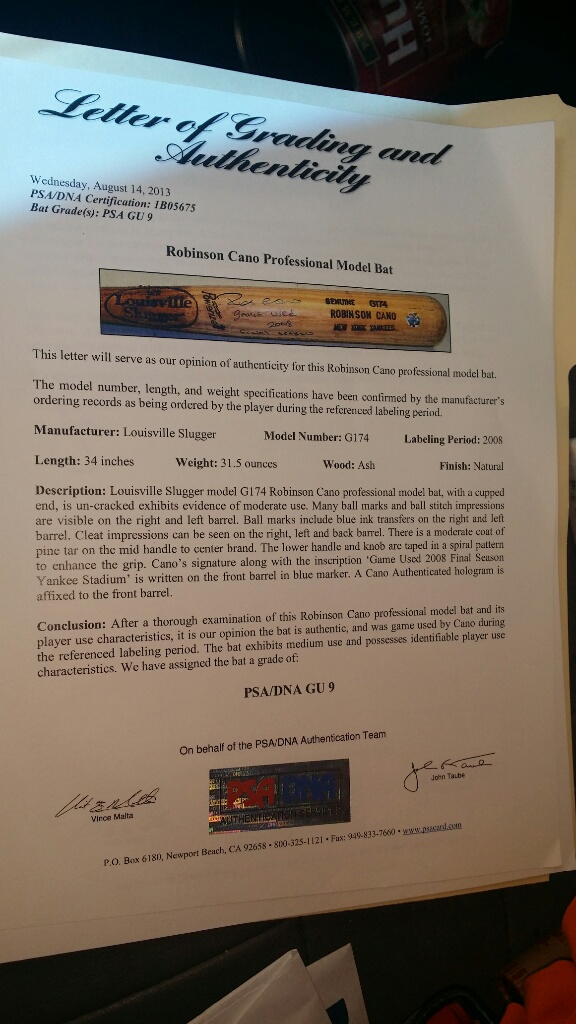 Letter of Grading and
Authenticity
Wednesday, August 14, 2013
PSA/DNA Certification: 1B05675
Bat Grade(s): PSA GU 9
Robinson Cano Professional Model Bat
Louisville
Slugger
Game Used
2008
GENUINE G174
ROBINSON CANO
NEW YORK YANKEES
This letter will serve as our opinion of authenticity for this Robinson Cano professional model bat.
The model number, length, and weight specifications have been confirmed by the manufacturer's
ordering records as being ordered by the player during the referenced labeling period.
Manufacturer: Louisville Slugger Model Number: G174 Labeling Period: 2008
Length: 34 inches Weight: 31.5 ounces Wood: Ash Finish: Natural
Description: Louisville Slugger model G174 Robinson Cano professional model bat, with a cupped
end, is un-cracked exhibits evidence of moderate use. Many ball marks and ball stitch impressions
are visible on the right and left barrel. Ball marks include blue ink transfers on the right and left
barrel. Cleat impressions can be seen on the right, left and back barrel. There is a moderate coat of
pine tar on the mid handle to center brand. The lower handle and knob are taped in a spiral pattern
to enhance the grip. Cano's signature along with the inscription 'Game Used 2008 Final Season
Yankee Stadium' is written on the front barrel in blue marker. A Cano Authenticated hologram is
affixed to the front barrel.
Conclusion: After a thorough examination of this Robinson Cano professional model bat and its
player use characteristics, it is our opinion the bat is authentic, and was game used by Cano during
the referenced labeling period. The bat exhibits medium use and possesses identifiable player use
characteristics. We have assigned the bat a grade of:
PSA/DNA GU 9
On behalf of the PSA/DNA Authentication Team
PSA DNA
AUTHENTICATION SERVICES
Vince Malta
John Taube
P.O. Box 6180, Newport Beach, CA 92658 • 800-325-1121 • Fax: 949-833-7660 • www.psacard.com